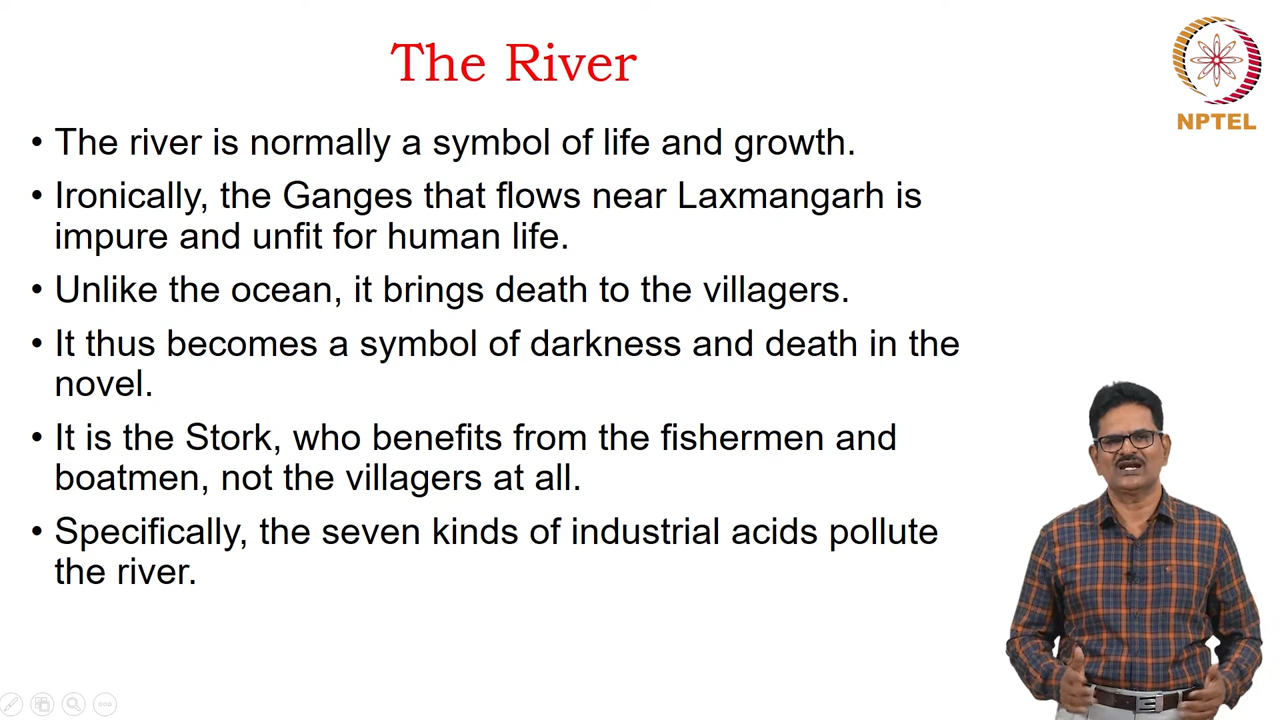 The River
NPTEL
• The river is normally a symbol of life and growth.
• Ironically, the Ganges that flows near Laxmangarh is
impure and unfit for human life.
• Unlike the ocean, it brings death to the villagers.
• It thus becomes a symbol of darkness and death in the
novel.
• It is the Stork, who benefits from the fishermen and
boatmen, not the villagers at all.
• Specifically, the seven kinds of industrial acids pollute
the river.